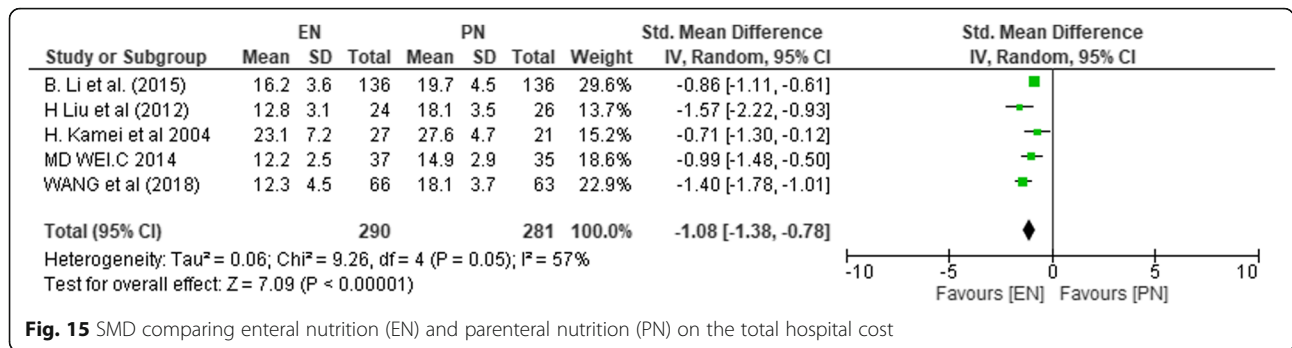 EN PN Std. Mean Difference Std. Mean Difference
Study or Subgroup Mean SD Total Mean SD Total Weight IV, Random, 95% CI IV, Random, 95% CI
B. Li et al. (2015) 16.2 3.6 136 19.7 4.5 136 29.6% -0.86 [-1.11, -0.61]
H Liu et al (2012) 12.8 3.1 24 18.1 3.5 26 13.7% -1.57 [-2.22, -0.93]
H. Kamei et al 2004 23.1 7.2 27 27.6 4.7 21 15.2% -0.71 [-1.30, -0.12]
MD WEI.C 2014 12.2 2.5 37 14.9 2.9 35 18.6% -0.99 [-1.48, -0.50]
WANG et al (2018) 12.3 4.5 66 18.1 3.7 63 22.9% -1.40 [-1.78, -1.01]
Total (95% CI) 290 281 100.0% -1.08 [-1.38, -0.78]
Heterogeneity: Tau² = 0.06; Chi² = 9.26, df = 4 (P = 0.05); I² = 57%
Test for overall effect: Z = 7.09 (P < 0.00001)
-10 -5 0 5 10
Favours [EN] Favours [PN]
Fig. 15 SMD comparing enteral nutrition (EN) and parenteral nutrition (PN) on the total hospital cost